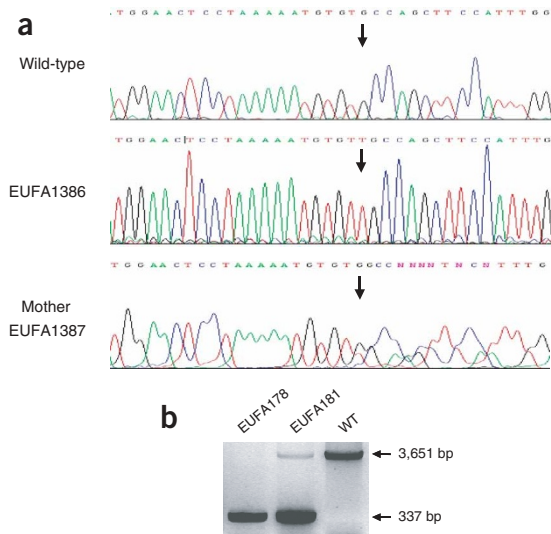 a
A T G G A A C T C C T A A A A A T G T G T G C C A G C T T C C A T T T G G
Wild-type
T G G A A C T C C T A A A A A T G T G T T G C C A G C T T C C A T T T G
EUFA1386
T G G A A C T C C T A A A A A T G T G T G G C C N N N N T N C N T T T G
Mother
EUFA1387
b
EUFA178 EUFA181 WT
3,651 bp
337 bp